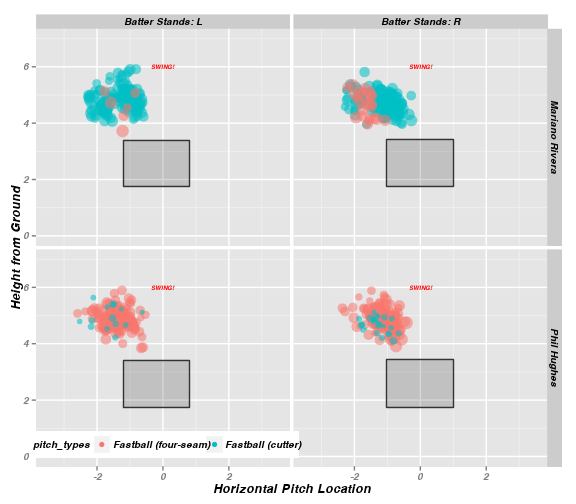 Batter Stands: L
Batter Stands: R
6
4
2
0
SWING!
SWING!
Mariano Rivera
Height from Ground
6
4
2
0
SWING!
SWING!
Phil Hughes
pitch_types
Fastball (four-seam)
Fastball (cutter)
-2
0
2
-2
0
2
Horizontal Pitch Location